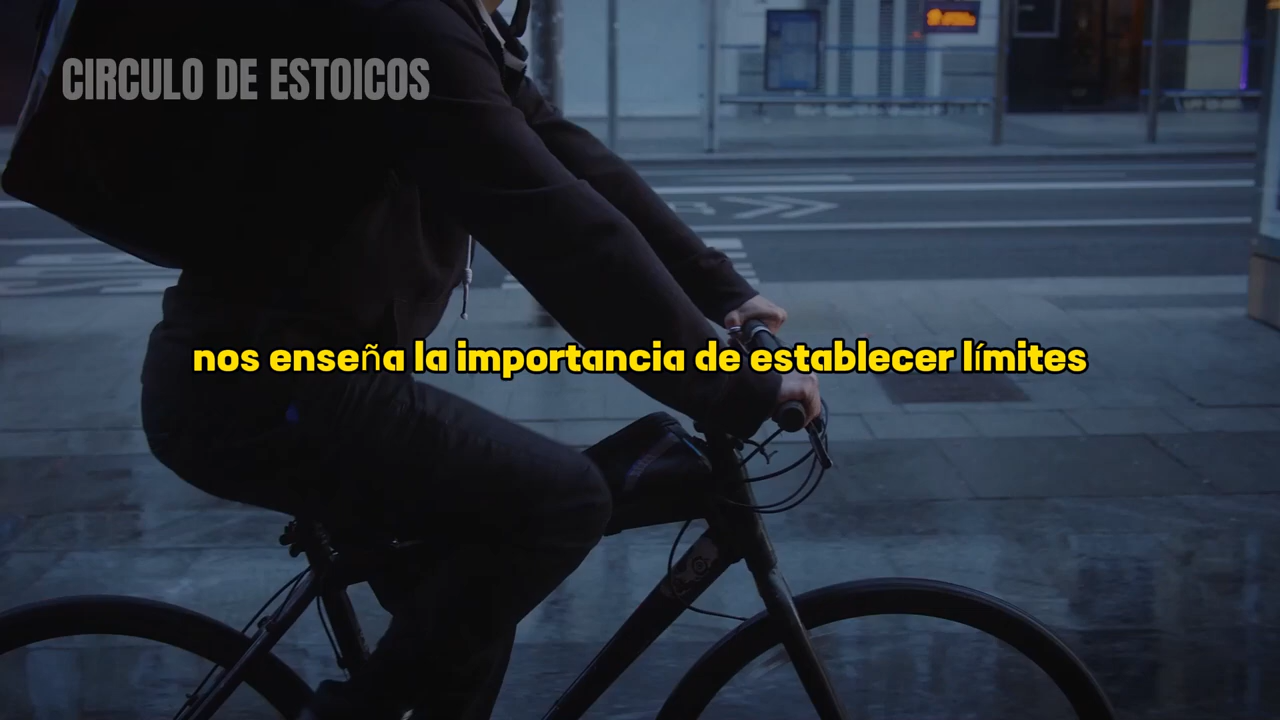 CIRCULO DE ESTOICOS
nos enseña la importancia de establecer límites